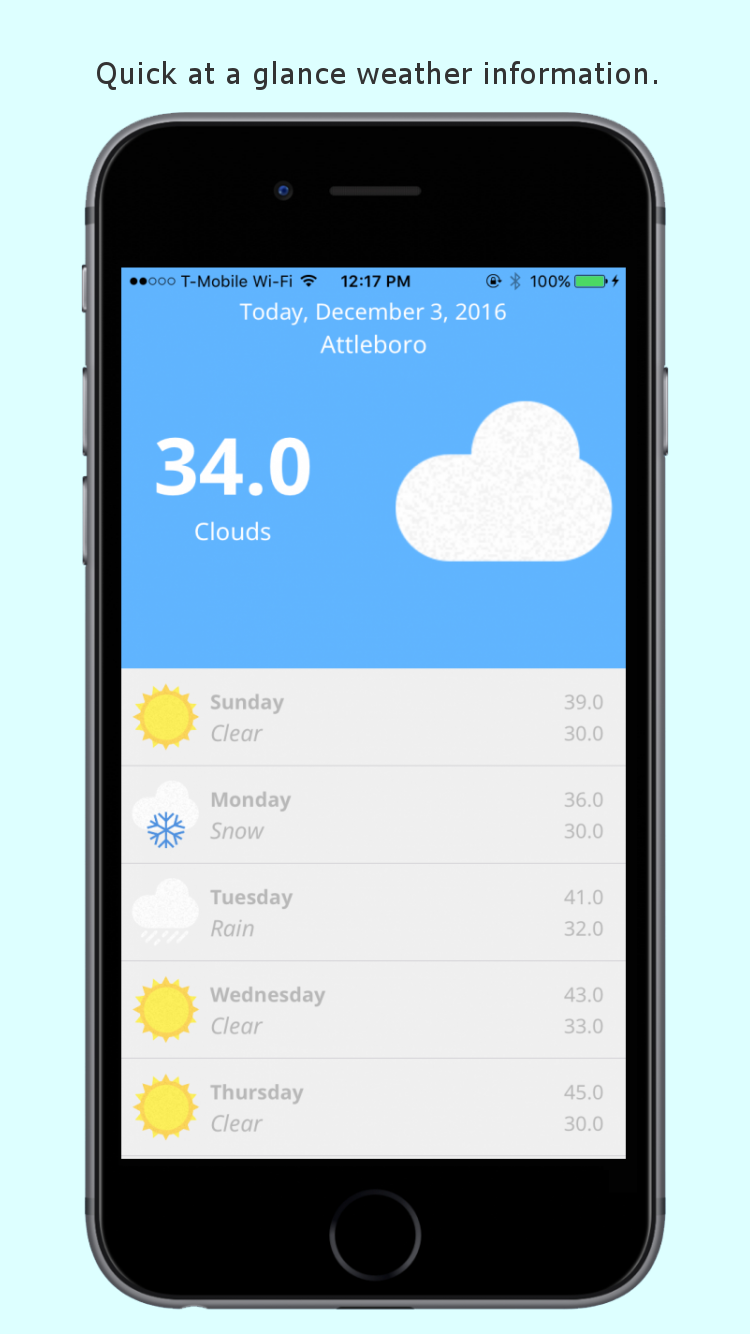 Quick at a glance weather information.
T-Mobile Wi-Fi 12:17 PM 100%
Today, December 3, 2016
Attleboro
34.0
Clouds
Sunday 39.0
Clear 30.0
Monday 36.0
Snow 30.0
Tuesday 41.0
Rain 32.0
Wednesday 43.0
Clear 33.0
Thursday 45.0
Clear 30.0